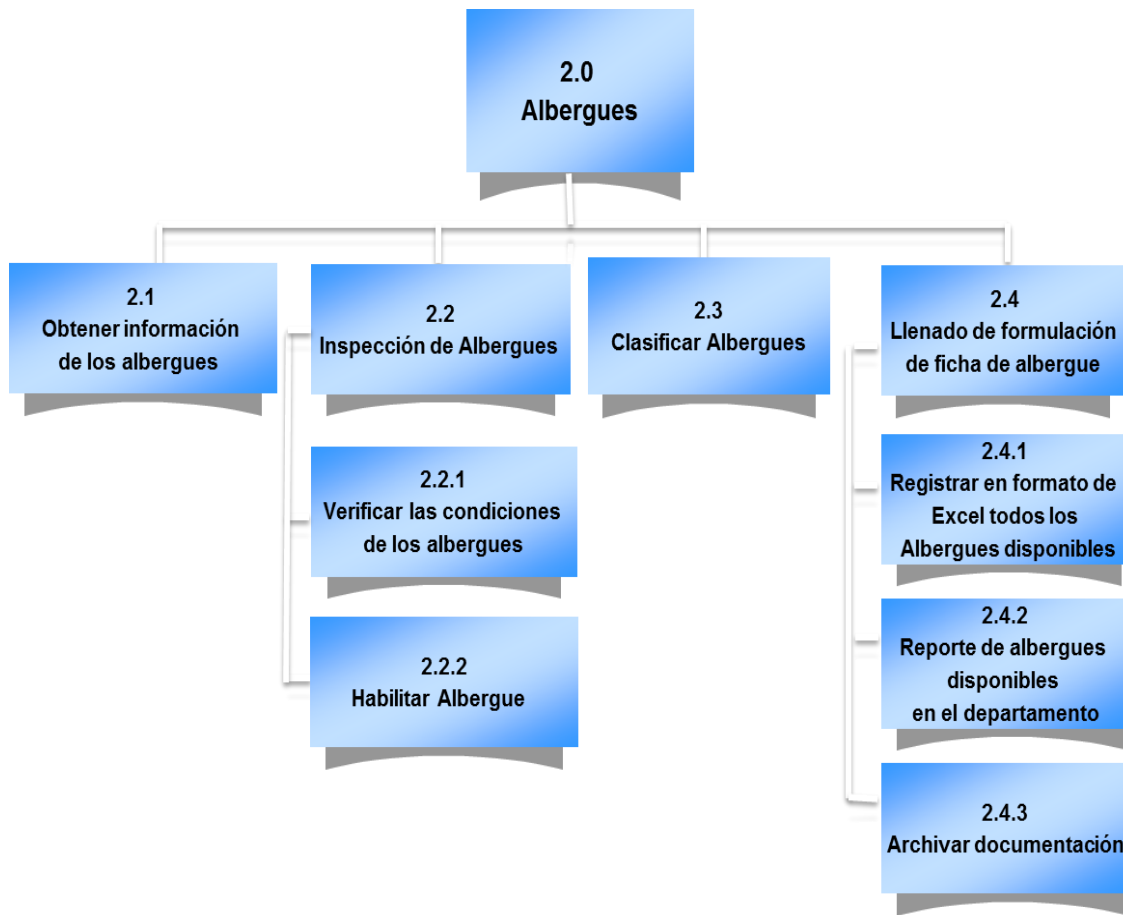 2.0
Albergues
2.1
Obtener información
de los albergues
2.2
Inspección de Albergues
2.3
Clasificar Albergues
2.4
Llenado de formulación
de ficha de albergue
2.2.1
Verificar las condiciones
de los albergues
2.2.2
Habilitar Albergue
2.4.1
Registrar en formato de
Excel todos los
Albergues disponibles
2.4.2
Reporte de albergues
disponibles
en el departamento
2.4.3
Archivar documentación